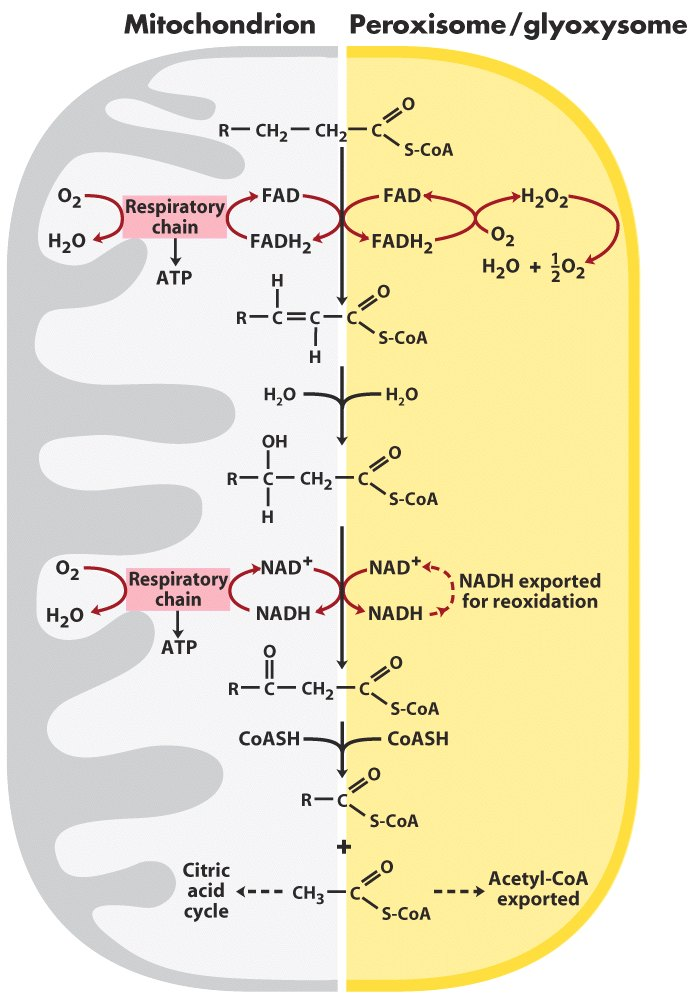 Mitochondrion Peroxisome/glyoxysome
R—CH₂—CH₂—C
O
S-CoA
O₂
Respiratory
chain
H₂O
ATP
FAD
FADH₂
FAD
FADH₂
H₂O₂
O₂
H₂O + ½O₂
H
O
R—C=C—C
S-CoA
H
H₂O
H₂O
OH
O
R—C—CH₂—C
S-CoA
H
O₂
Respiratory
chain
H₂O
ATP
NAD⁺
NADH
NAD⁺
NADH
NADH exported
for reoxidation
O
O
R—C—CH₂—C
S-CoA
CoASH
CoASH
O
R—C
S-CoA
+
Citric
acid
cycle
O
CH₃—C
S-CoA
Acetyl-CoA
exported